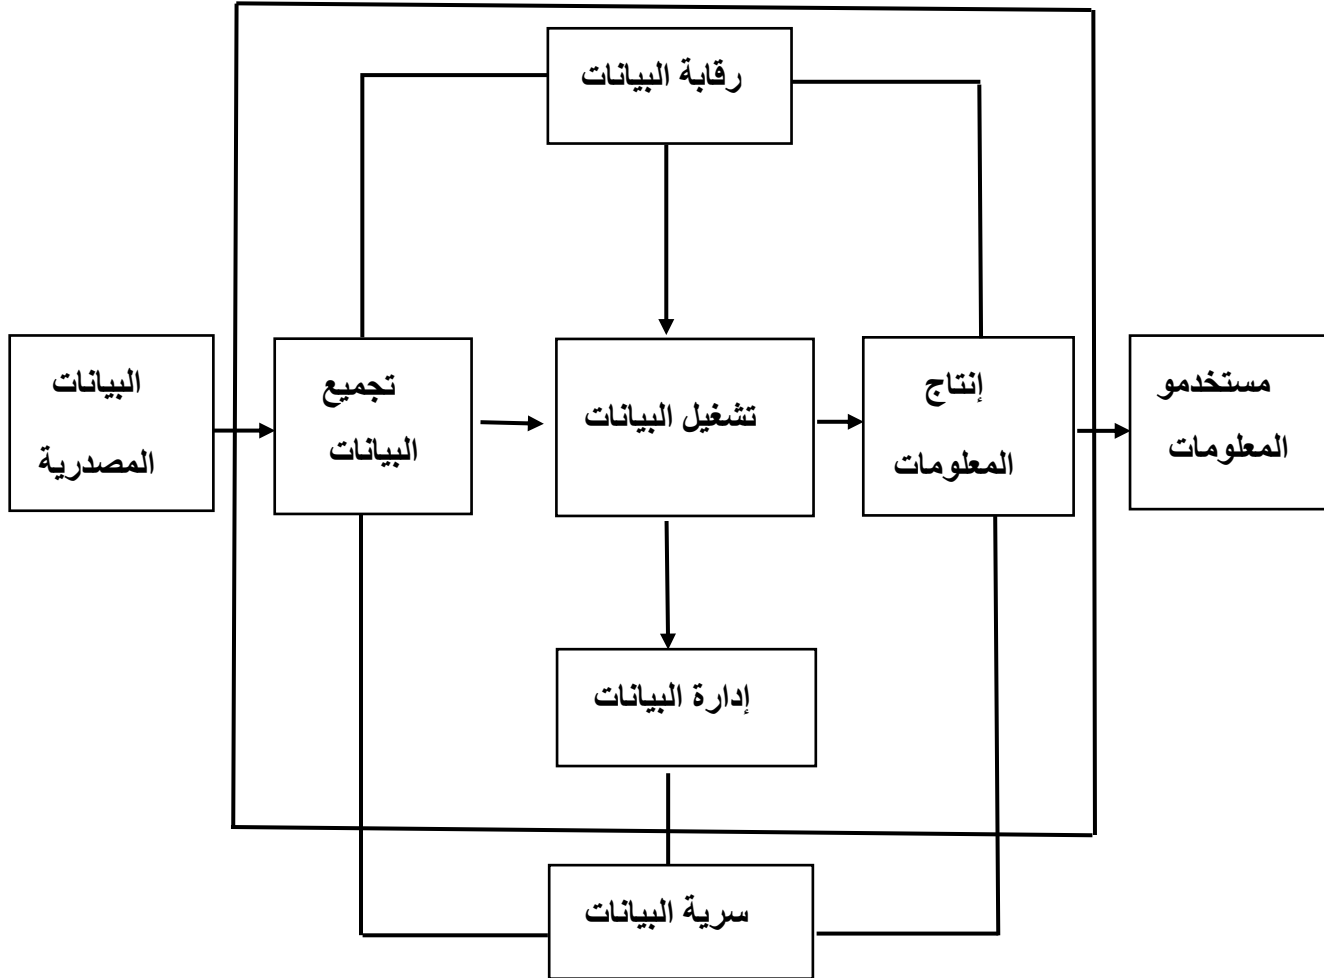 رقابة البيانات
البيانات
المصدرية
تجميع
البيانات
تشغيل البيانات
إنتاج
المعلومات
مستخدمو
المعلومات
إدارة البيانات
سرية البيانات